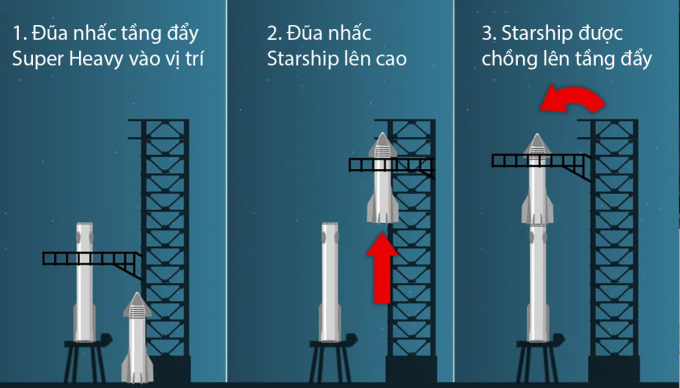 1. Đũa nhấc tầng đẩy
Super Heavy vào vị trí
2. Đũa nhấc
Starship lên cao
3. Starship được
chồng lên tầng đẩy